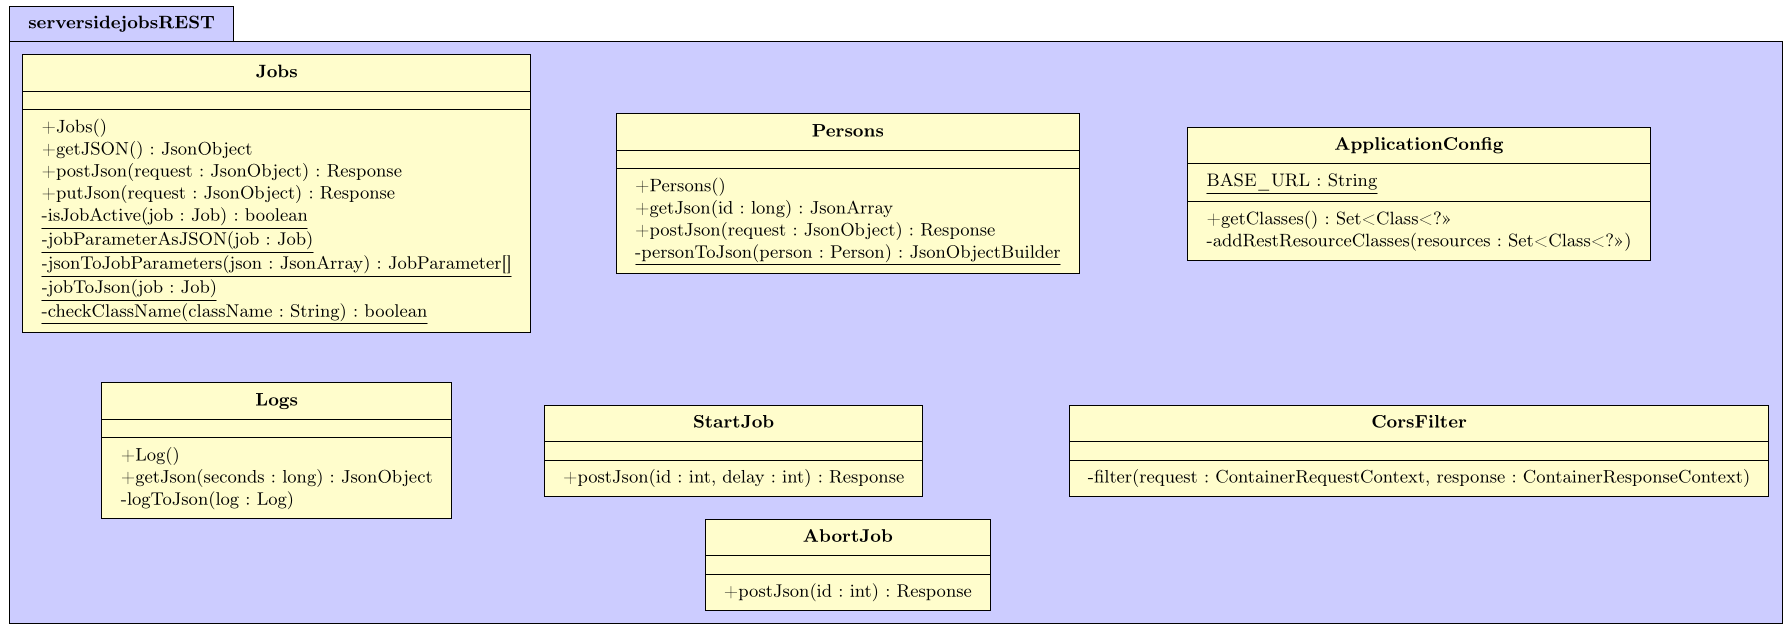 serversidejobsREST
Jobs
+Jobs()
+getJSON() : JsonObject
+postJson(request : JsonObject) : Response
+putJson(request : JsonObject) : Response
-isJobActive(job : Job) : boolean
-jobParameterAsJSON(job : Job)
-jsonToJobParameters(json : JsonArray) : JobParameter[]
-jobToJson(job : Job)
-checkClassName(className : String) : boolean
Persons
+Persons()
+getJson(id : long) : JsonArray
+postJson(request : JsonObject) : Response
-personToJson(person : Person) : JsonObjectBuilder
ApplicationConfig
BASE_URL : String
+getClasses() : Set<Class<?»
-addRestResourceClasses(resources : Set<Class<?»)
Logs
+Log()
+getJson(seconds : long) : JsonObject
-logToJson(log : Log)
StartJob
+postJson(id : int, delay : int) : Response
CorsFilter
-filter(request : ContainerRequestContext, response : ContainerResponseContext)
AbortJob
+postJson(id : int) : Response